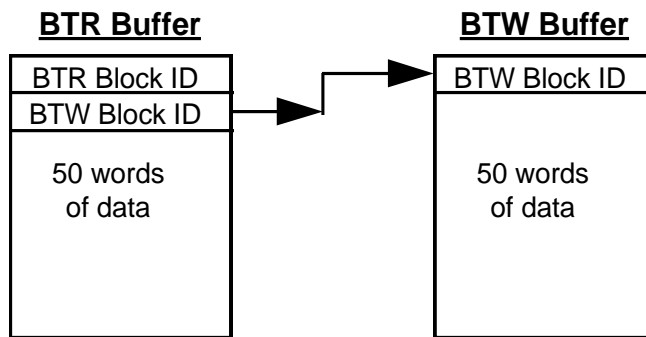 BTR Buffer
BTR Block ID
BTW Block ID
50 words
of data
BTW Buffer
BTW Block ID
50 words
of data